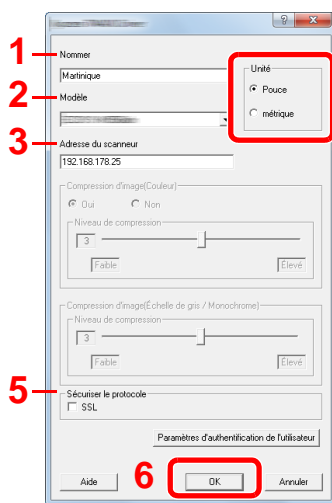 ?
X
1
Nommer
Martinique
Unité
Pouce
métrique
2
Modèle
3
Adresse du scanneur
192.168.178.25
Compression d'image(Couleur)
Oui Non
Niveau de compression
3
Faible Élevé
Compression d'image(Échelle de gris / Monochrome)
Niveau de compression
3
Faible Élevé
5
Sécuriser le protocole
SSL
Paramètres d'authentification de l'utilisateur
6
Aide OK Annuler